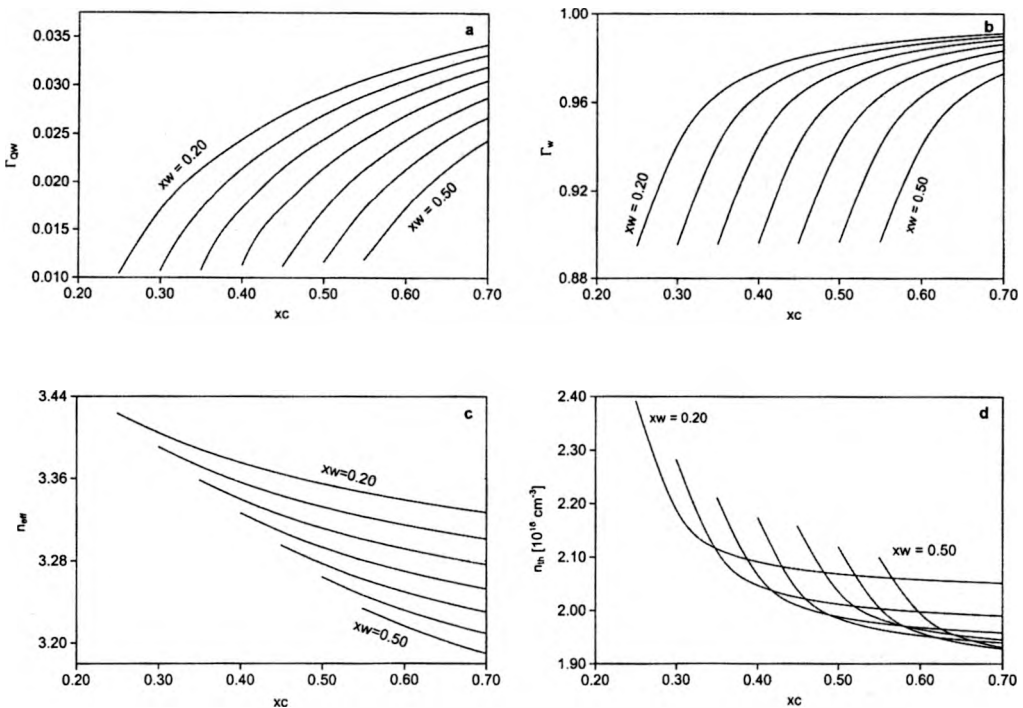 a
0.035
0.030
0.025
0.020
0.015
0.010
ΓQW
xw = 0.20
xw = 0.50
0.20 0.30 0.40 0.50 0.60 0.70
xc
b
1.00
0.96
0.92
0.88
Γw
xw = 0.20
xw = 0.50
0.20 0.30 0.40 0.50 0.60 0.70
xc
c
3.44
3.36
3.28
3.20
neff
xw=0.20
xw=0.50
0.20 0.30 0.40 0.50 0.60 0.70
xc
d
2.40
2.30
2.20
2.10
2.00
1.90
nth [10¹⁸ cm⁻³]
xw = 0.20
xw = 0.50
0.20 0.30 0.40 0.50 0.60 0.70
xc